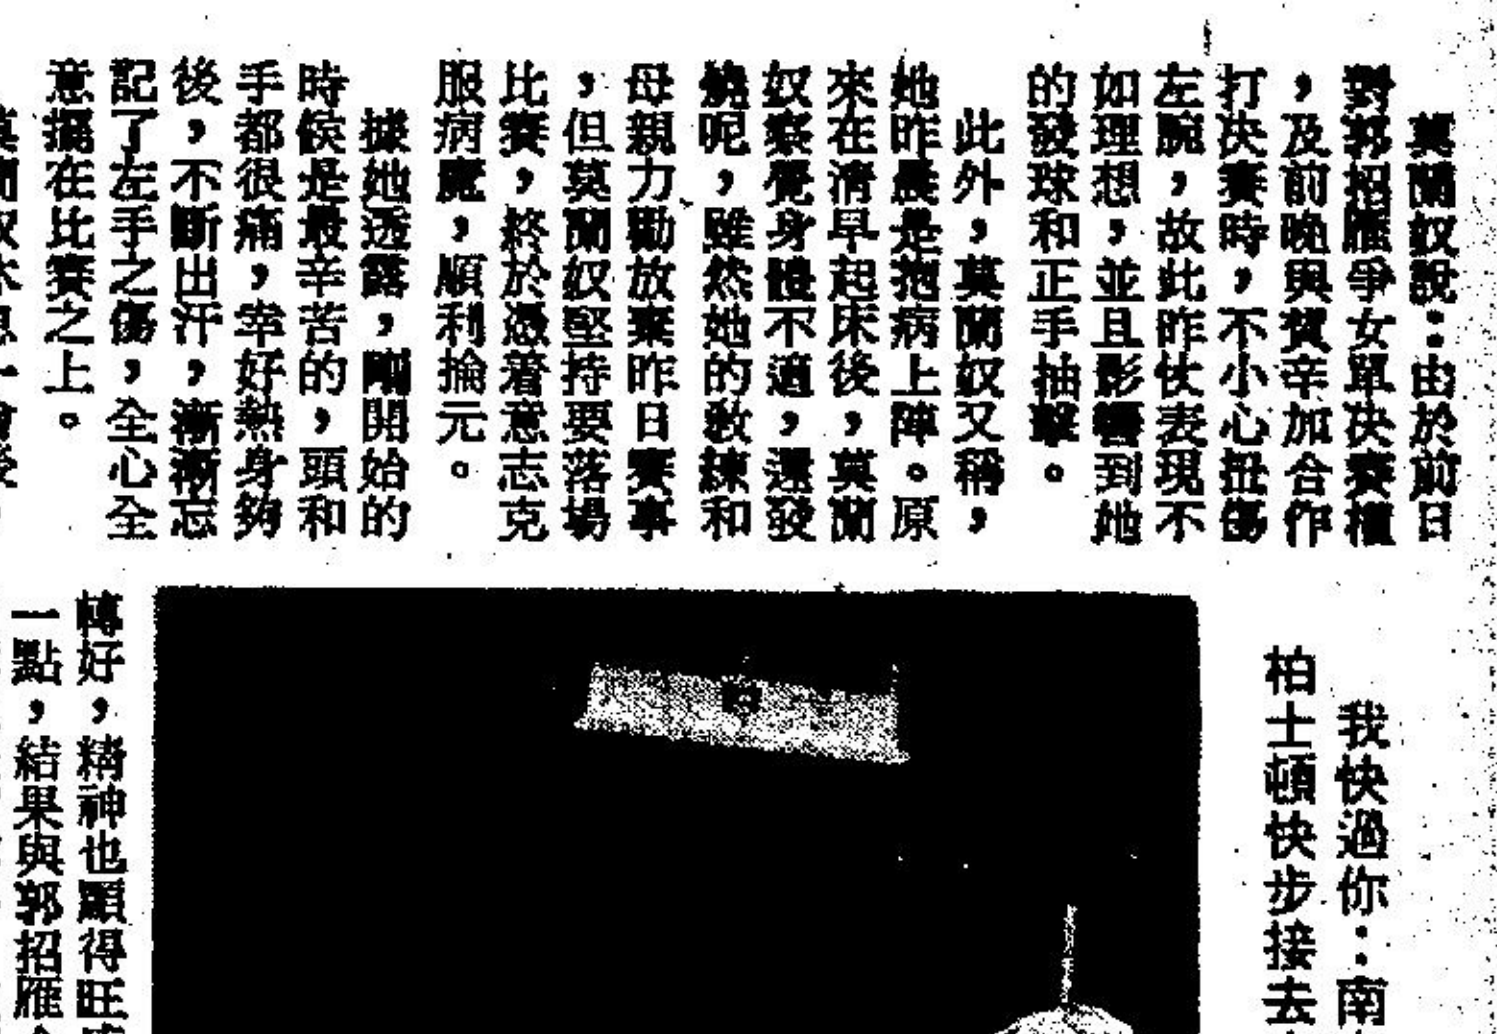 莫蘭奴說：由於前日
對郭招雁爭女單决賽權
，及前晚與賀辛加合作
打决賽時，不小心扭傷
左腕，故此昨仗表現不
如理想，並且影響到她
的發球和正手抽擊。
此外，莫蘭奴又稱，
她昨晨是抱病上陣。原
來在清早起床後，莫蘭
奴察覺身體不適，還發
燒呢，雖然她的教練和
母親力勸放棄昨日賽事
，但莫蘭奴堅持要落場
比賽，終於憑着意志克
服病魔，順利掄元。
據她透露，剛開始的
時候是最辛苦的，頭和
手都很痛，幸好熱身夠
後，不斷出汗，漸漸忘
記了左手之傷，全心全
意擺在比賽之上。
我快過你：南
柏士頓快步接去
轉好，精神也顯得旺
一點，結果與郭招雁